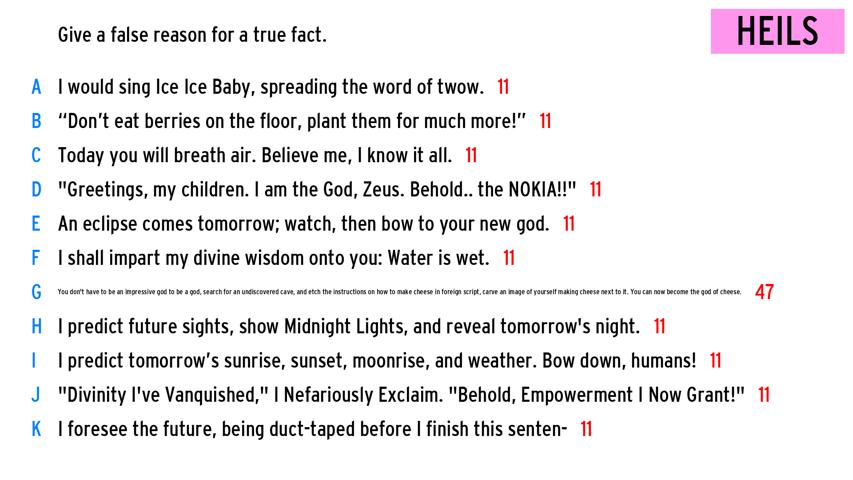 Give a false reason for a true fact.
HEILS
A I would sing Ice Ice Baby, spreading the word of twow. 11
B “Don’t eat berries on the floor, plant them for much more!” 11
C Today you will breath air. Believe me, I know it all. 11
D "Greetings, my children. I am the God, Zeus. Behold.. the NOKIA!!" 11
E An eclipse comes tomorrow; watch, then bow to your new god. 11
F I shall impart my divine wisdom onto you: Water is wet. 11
G You don't have to be an impressive god to be a god, search for an undiscovered cave, and etch the instructions on how to make cheese in foreign script, carve an image of yourself making cheese next to it. You can now become the god of cheese. 47
H I predict future sights, show Midnight Lights, and reveal tomorrow's night. 11
I I predict tomorrow’s sunrise, sunset, moonrise, and weather. Bow down, humans! 11
J "Divinity I've Vanquished," I Nefariously Exclaim. "Behold, Empowerment I Now Grant!" 11
K I foresee the future, being duct-taped before I finish this senten- 11